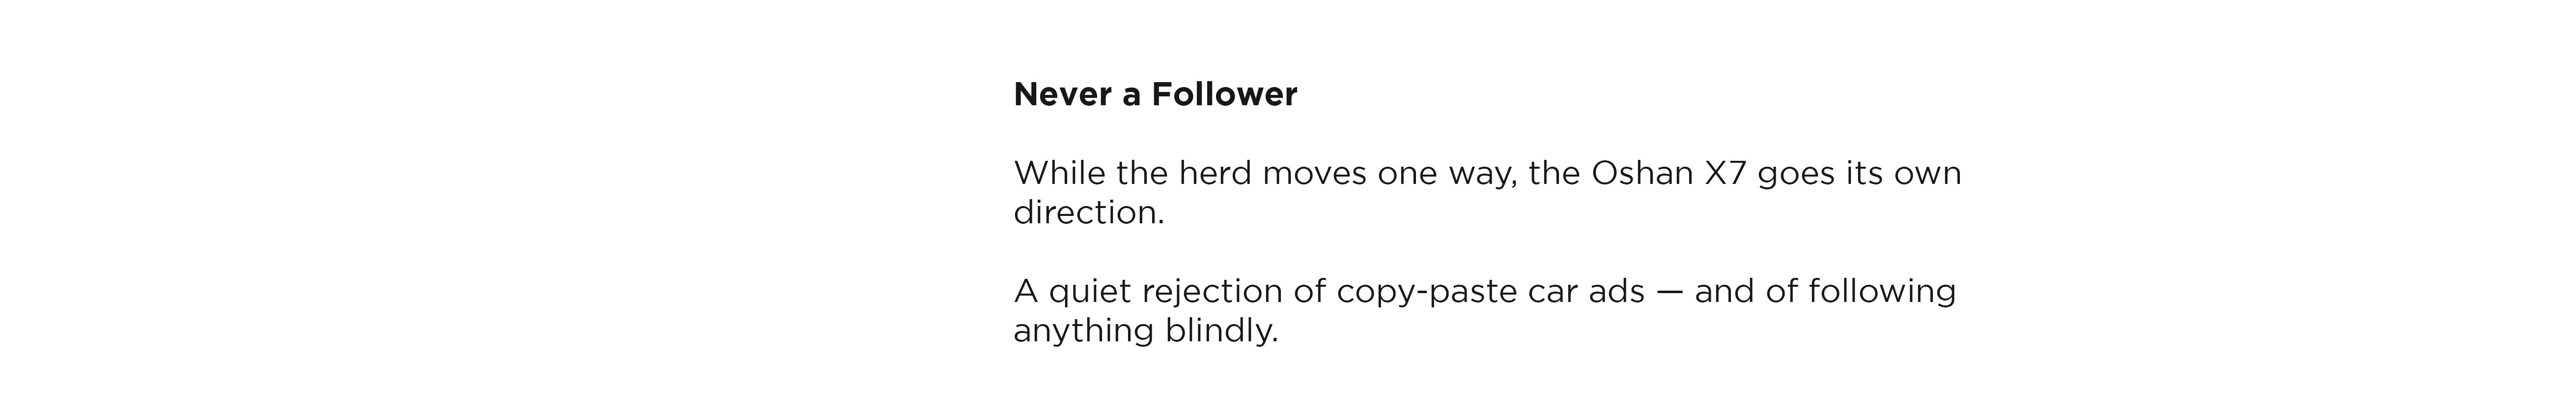 Never a Follower
While the herd moves one way, the Oshan X7 goes its own
direction.
A quiet rejection of copy-paste car ads — and of following
anything blindly.